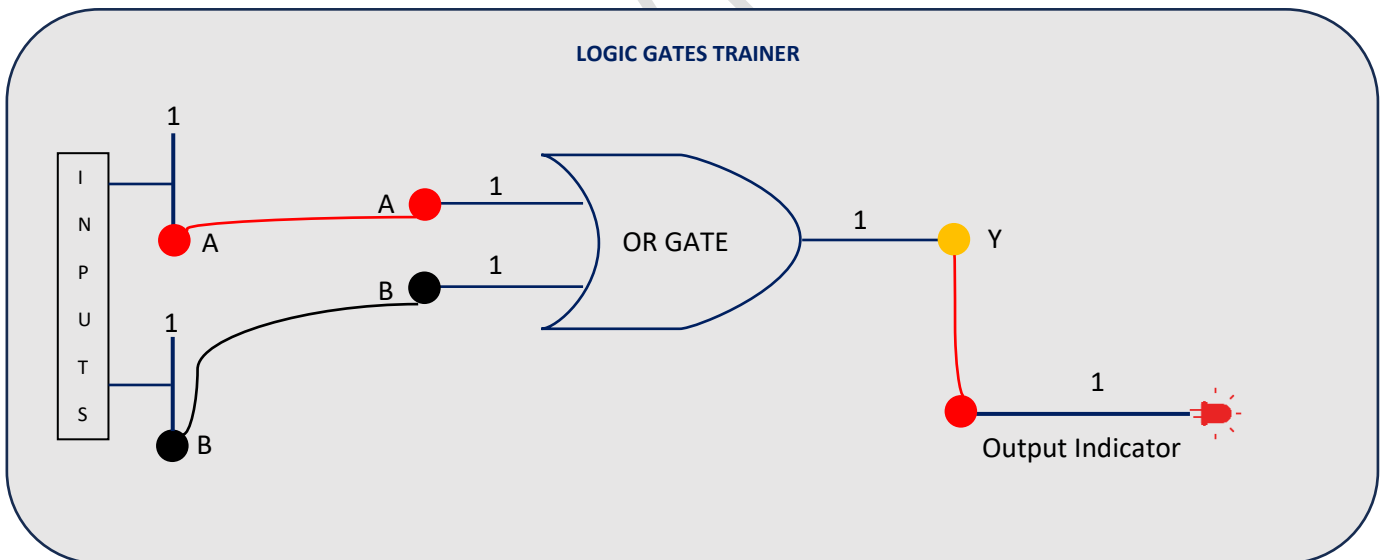 LOGIC GATES TRAINER
1
I
N
P
U
T
S
A
A
1
B
1
OR GATE
1
Y
1
B
1
Output Indicator